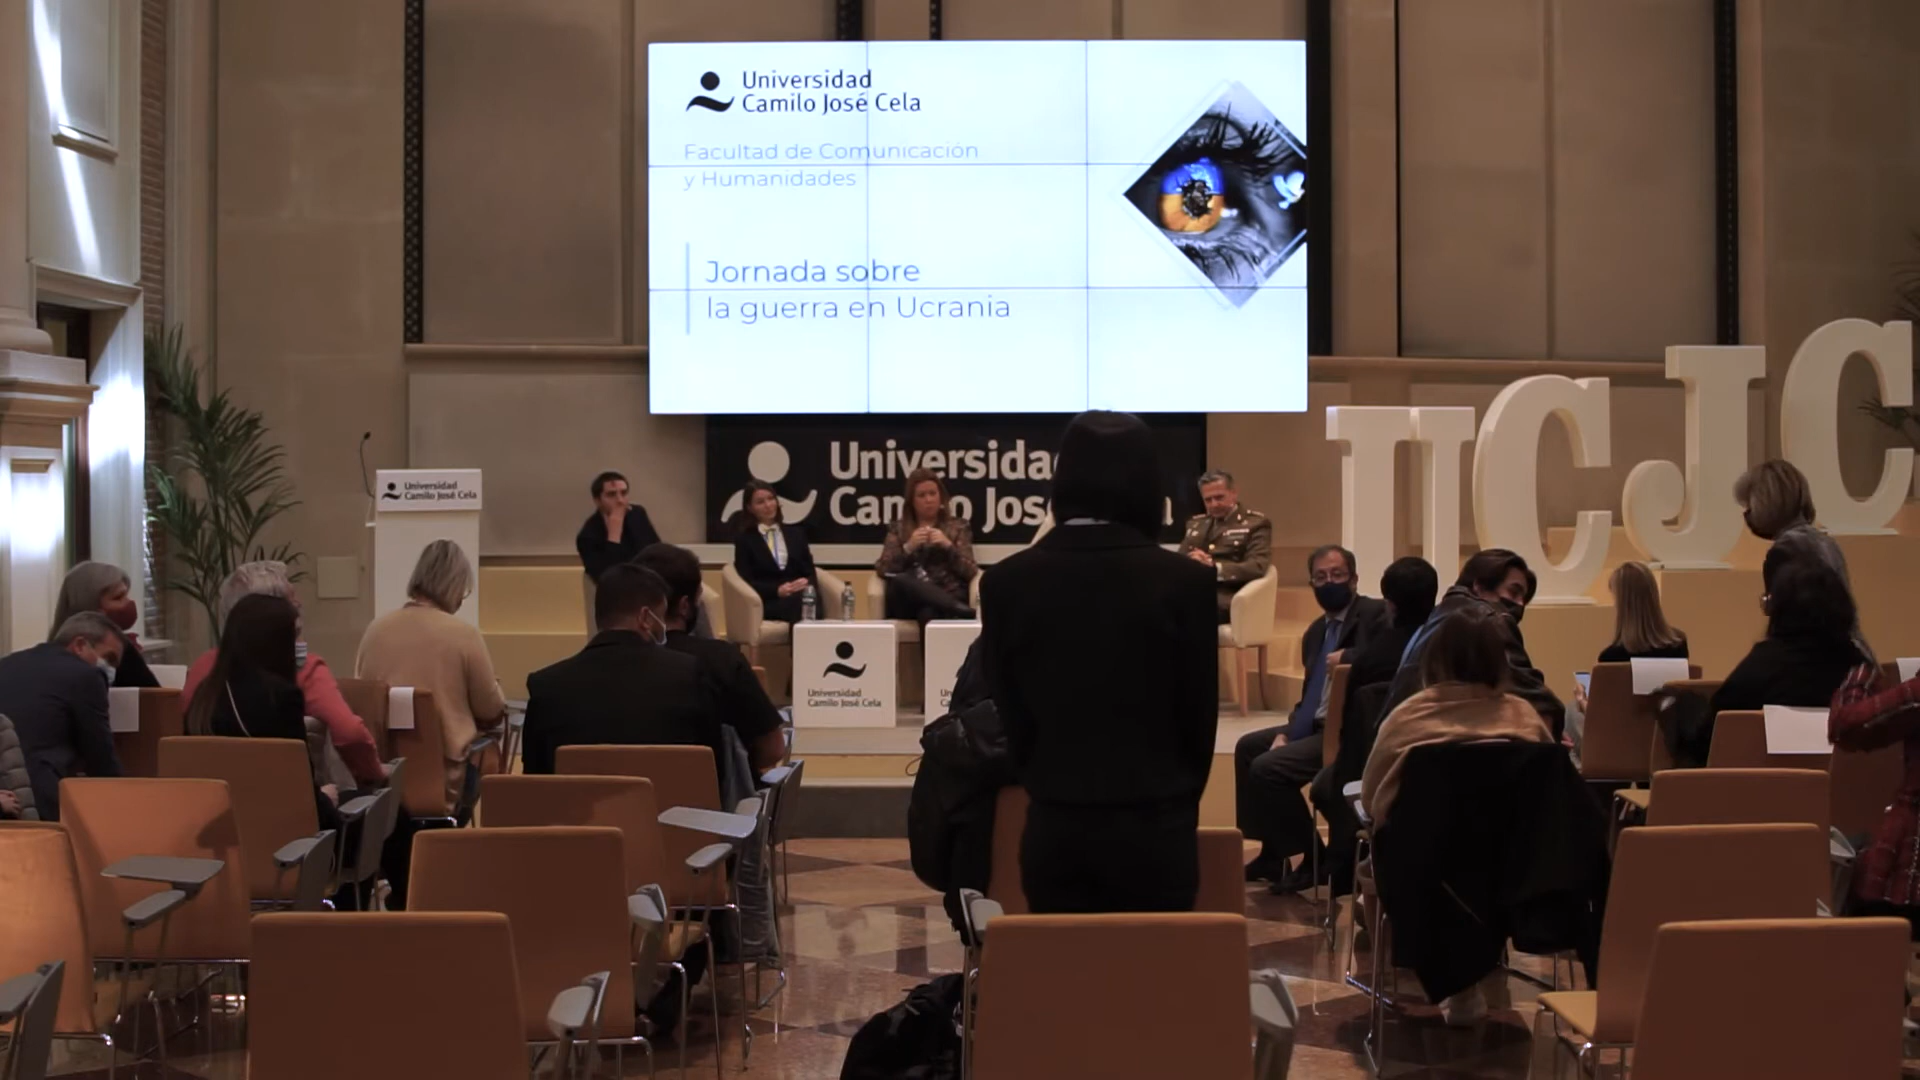 Universidad
Camilo José Cela
Facultad de Comunicación
y Humanidades
Jornada sobre
la guerra en Ucrania
Universidad
Camilo José Cela
UCJC
Universidad
Camilo José Cela